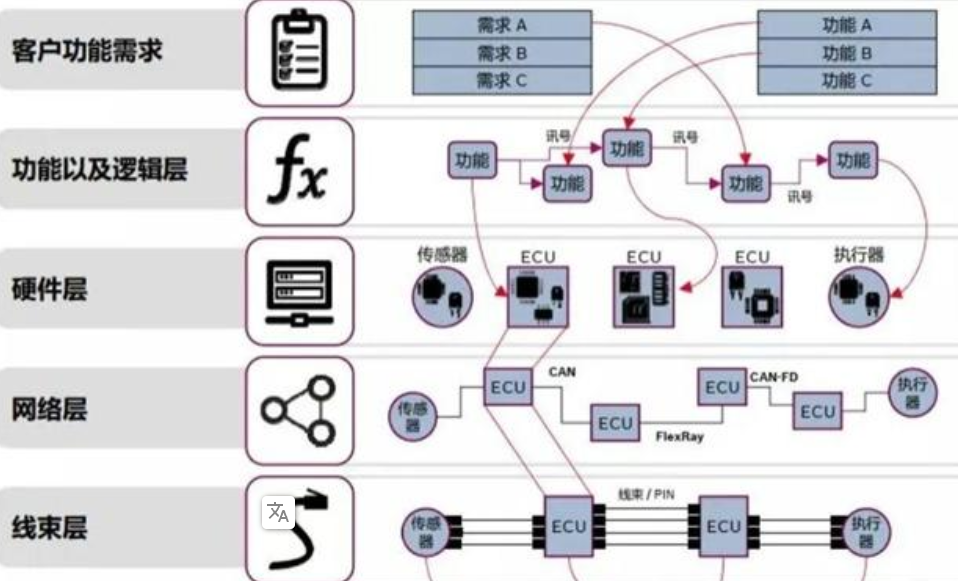 客户功能需求
需求 A
需求 B
需求 C
功能 A
功能 B
功能 C
功能以及逻辑层
fx
功能
讯号
功能
功能
讯号
功能
讯号
功能
硬件层
传感器
ECU
ECU
ECU
执行器
网络层
传感
器
ECU
CAN
ECU
FlexRay
ECU
CAN-FD
ECU
执行
器
线束层
文A
传感
器
ECU
线束 / PIN
ECU
执行
器